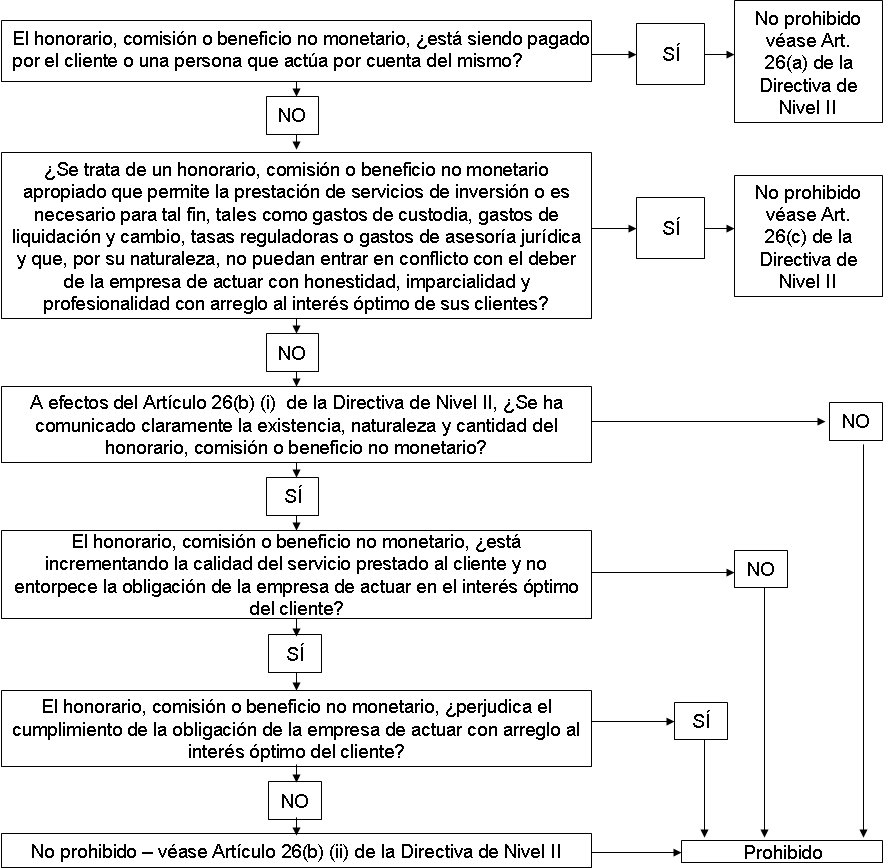 El honorario, comisión o beneficio no monetario, ¿está siendo pagado
por el cliente o una persona que actúa por cuenta del mismo?
SÍ
No prohibido
véase Art.
26(a) de la
Directiva de
Nivel II
NO
¿Se trata de un honorario, comisión o beneficio no monetario
apropiado que permite la prestación de servicios de inversión o es
necesario para tal fin, tales como gastos de custodia, gastos de
liquidación y cambio, tasas reguladoras o gastos de asesoría jurídica
y que, por su naturaleza, no puedan entrar en conflicto con el deber
de la empresa de actuar con honestidad, imparcialidad y
profesionalidad con arreglo al interés óptimo de sus clientes?
SÍ
No prohibido
véase Art.
26(c) de la
Directiva de
Nivel II
NO
A efectos del Artículo 26(b) (i) de la Directiva de Nivel II, ¿Se ha
comunicado claramente la existencia, naturaleza y cantidad del
honorario, comisión o beneficio no monetario?
NO
SÍ
El honorario, comisión o beneficio no monetario, ¿está
incrementando la calidad del servicio prestado al cliente y no
entorpece la obligación de la empresa de actuar en el interés óptimo
del cliente?
NO
SÍ
El honorario, comisión o beneficio no monetario, ¿perjudica el
cumplimiento de la obligación de la empresa de actuar con arreglo al
interés óptimo del cliente?
SÍ
NO
No prohibido – véase Artículo 26(b) (ii) de la Directiva de Nivel II
Prohibido